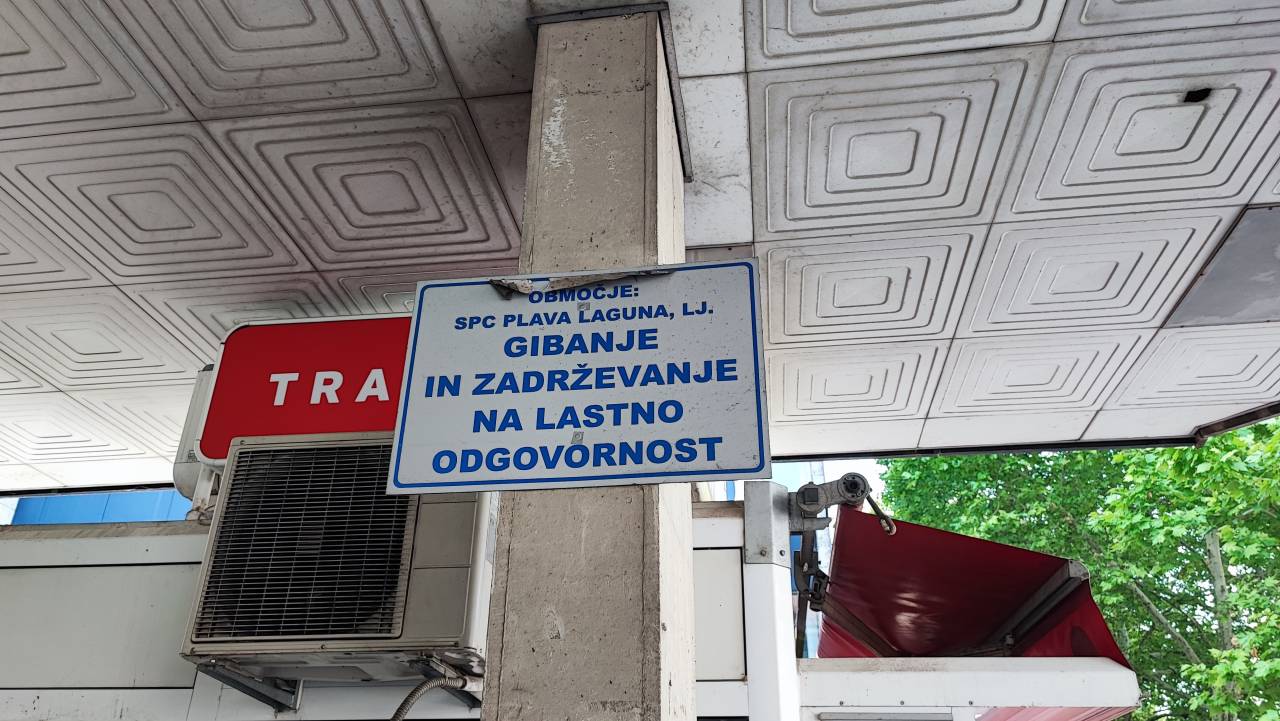 OBMOČJE:
SPC PLAVA LAGUNA, LJ.
GIBANJE
IN ZADRŽEVANJE
NA LASTNO
ODGOVORNOST
TRA